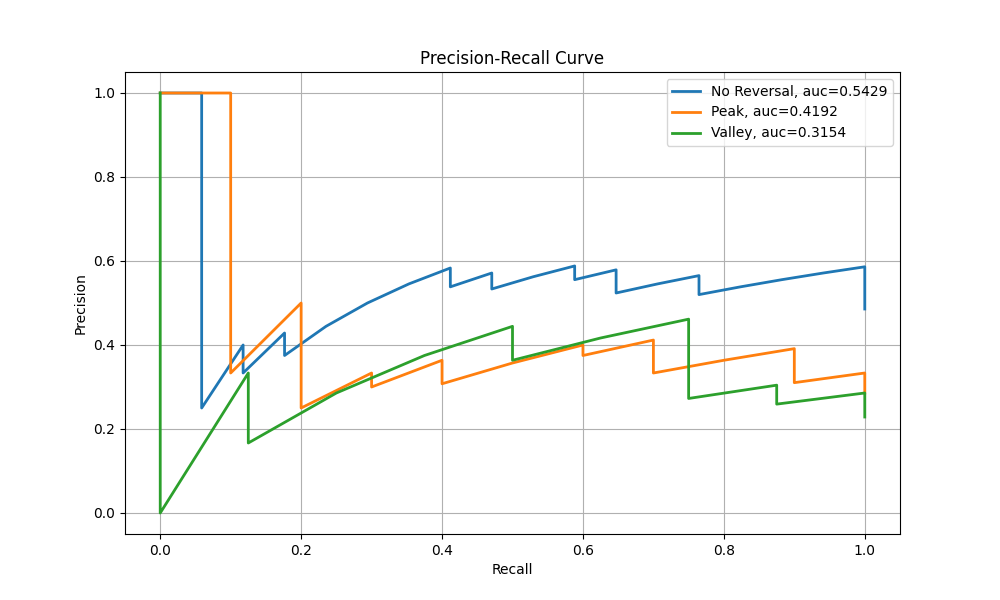 Precision-Recall Curve
No Reversal, auc=0.5429
Peak, auc=0.4192
Valley, auc=0.3154
Precision
1.0
0.8
0.6
0.4
0.2
0.0
0.0 0.2 0.4 0.6 0.8 1.0
Recall